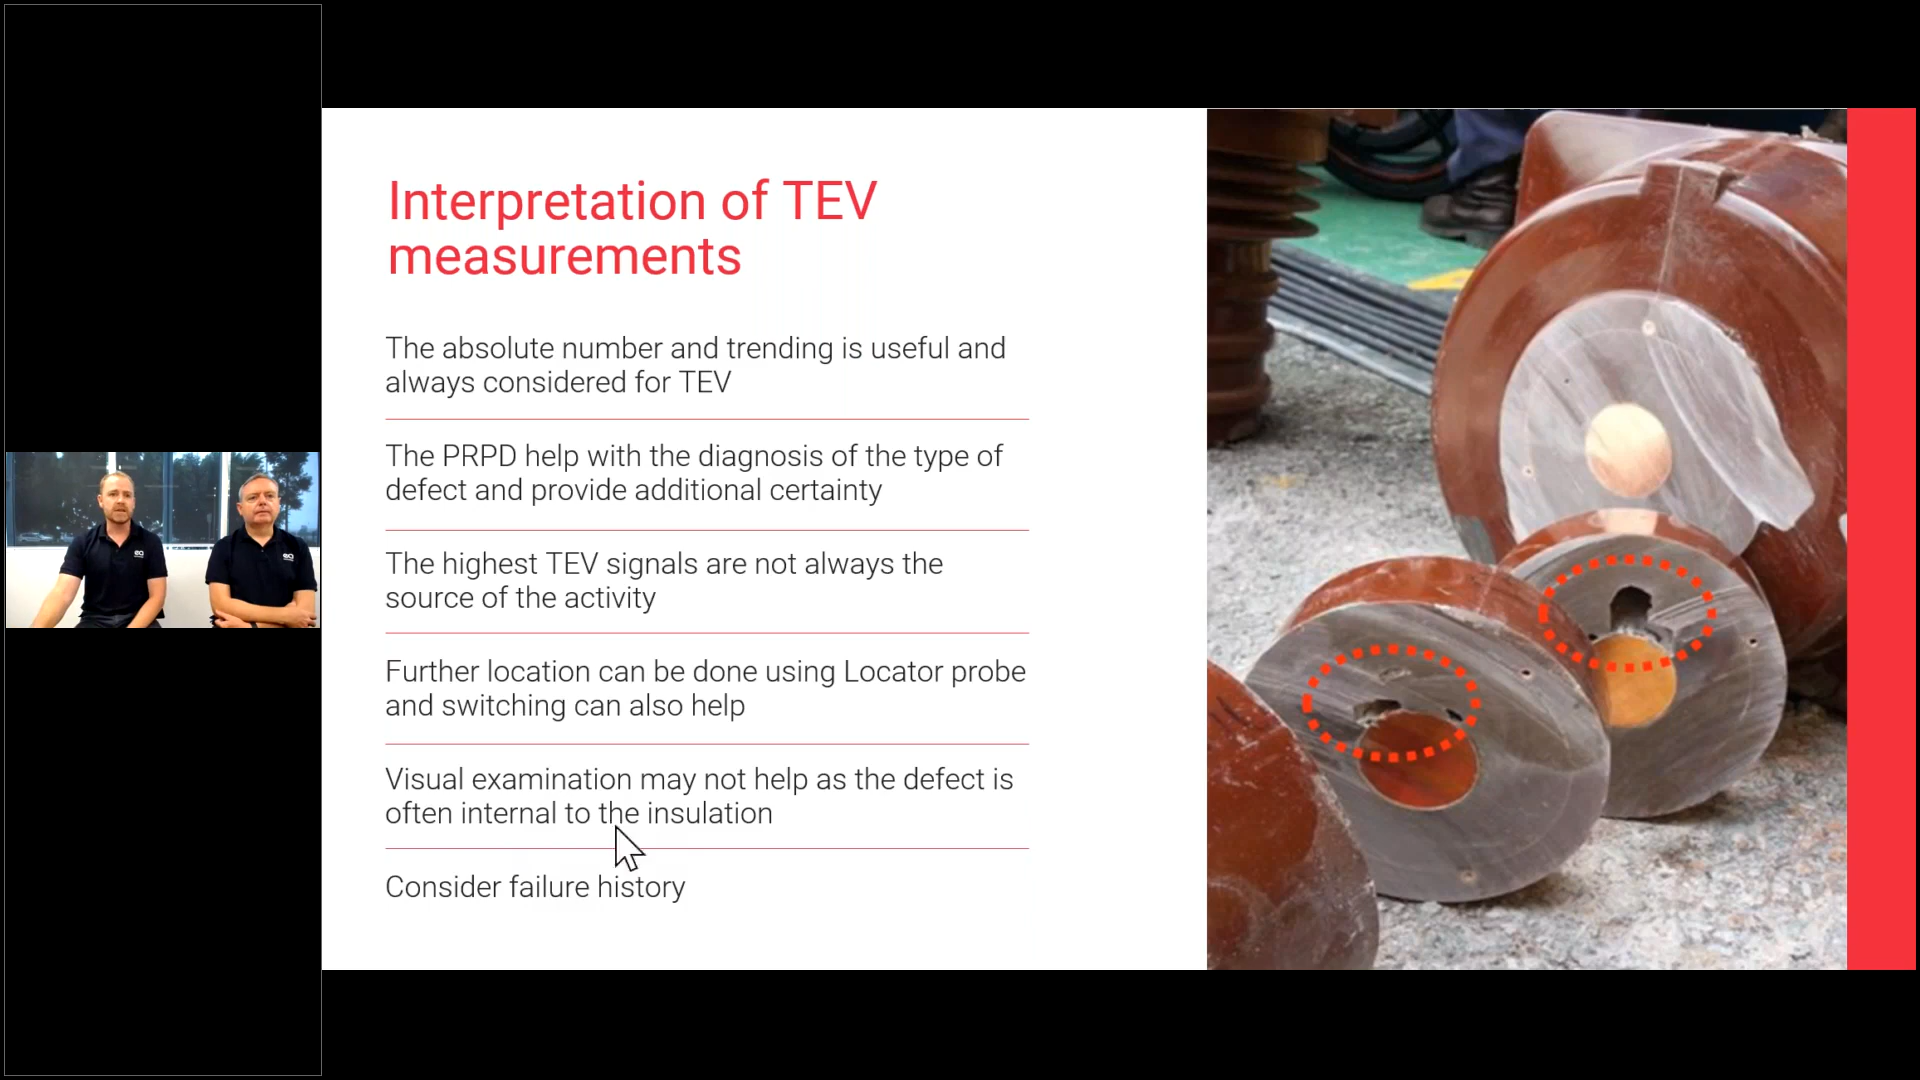 Interpretation of TEV
measurements
The absolute number and trending is useful and
always considered for TEV
The PRPD help with the diagnosis of the type of
defect and provide additional certainty
The highest TEV signals are not always the
source of the activity
Further location can be done using Locator probe
and switching can also help
Visual examination may not help as the defect is
often internal to the insulation
Consider failure history
ea
ea